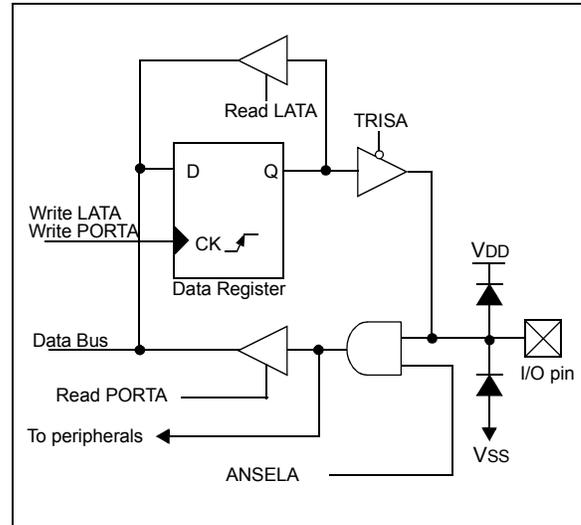 Read LATA
TRISA
D
Q
Write LATA
Write PORTA
CK
Data Register
VDD
Data Bus
I/O pin
Read PORTA
To peripherals
VSS
ANSELA